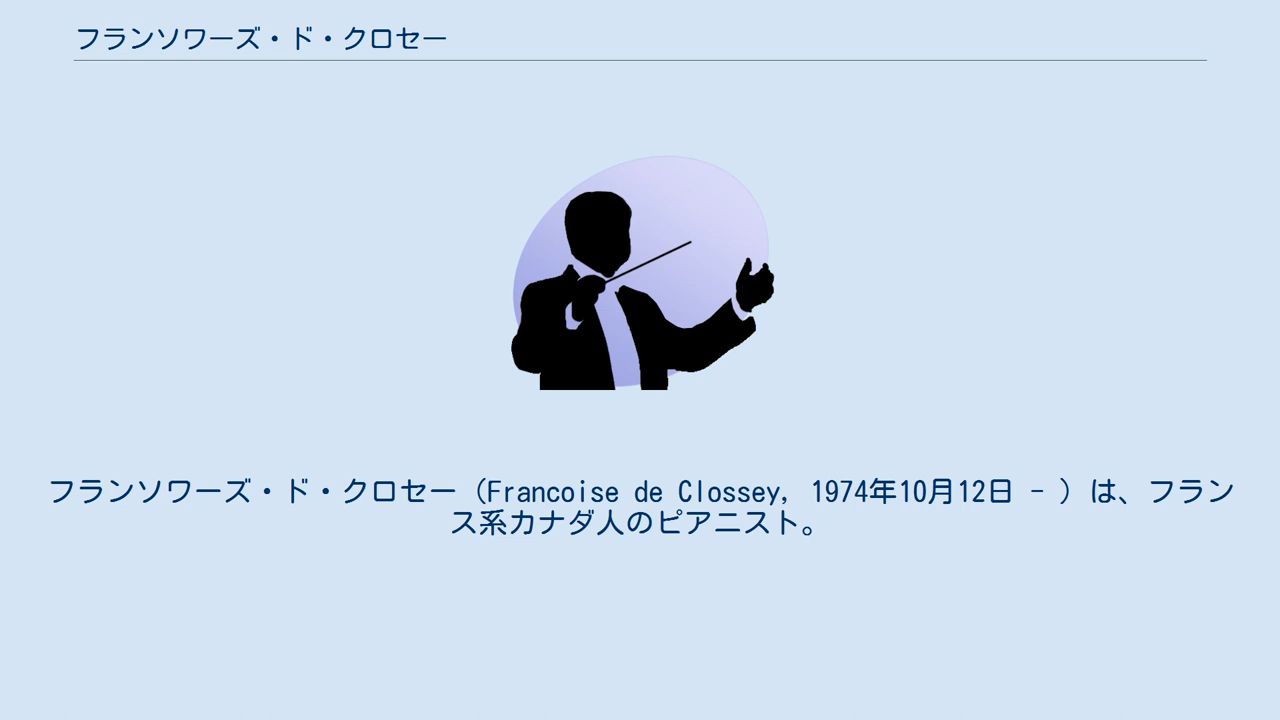 フランソワーズ・ド・クロセー
フランソワーズ・ド・クロセー（Francoise de Clossey, 1974年10月12日 - ）は、フラン
ス系カナダ人のピアニスト。